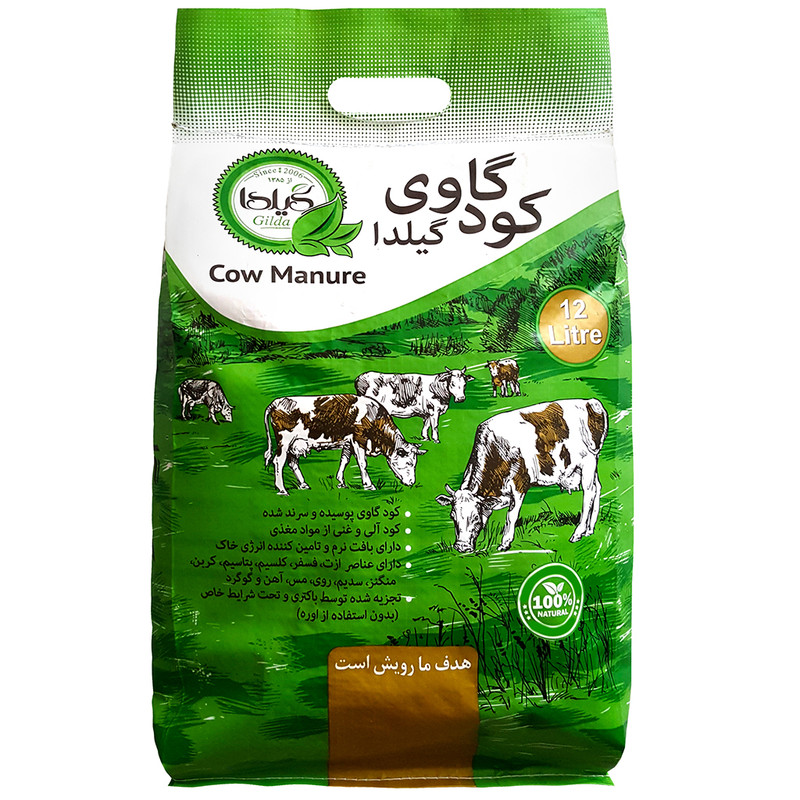 Since: 2006
از ۱۳۸۵
گیلدا
Gilda
کود گاوی
گیلدا
Cow Manure
12
Litre
• کود گاوی پوسیده و سرند شده
• کود آلی و غنی از مواد مغذی
• دارای بافت نرم و تامین کننده انرژی خاک
• دارای عناصر ازت، فسفر، کلسیم، پتاسیم، کربن،
منگنز، سدیم، روی، مس، آهن و گوگرد
• تجزیه شده توسط باکتری و تحت شرایط خاص
(بدون استفاده از اوره)
100%
NATURAL
هدف ما رویش است